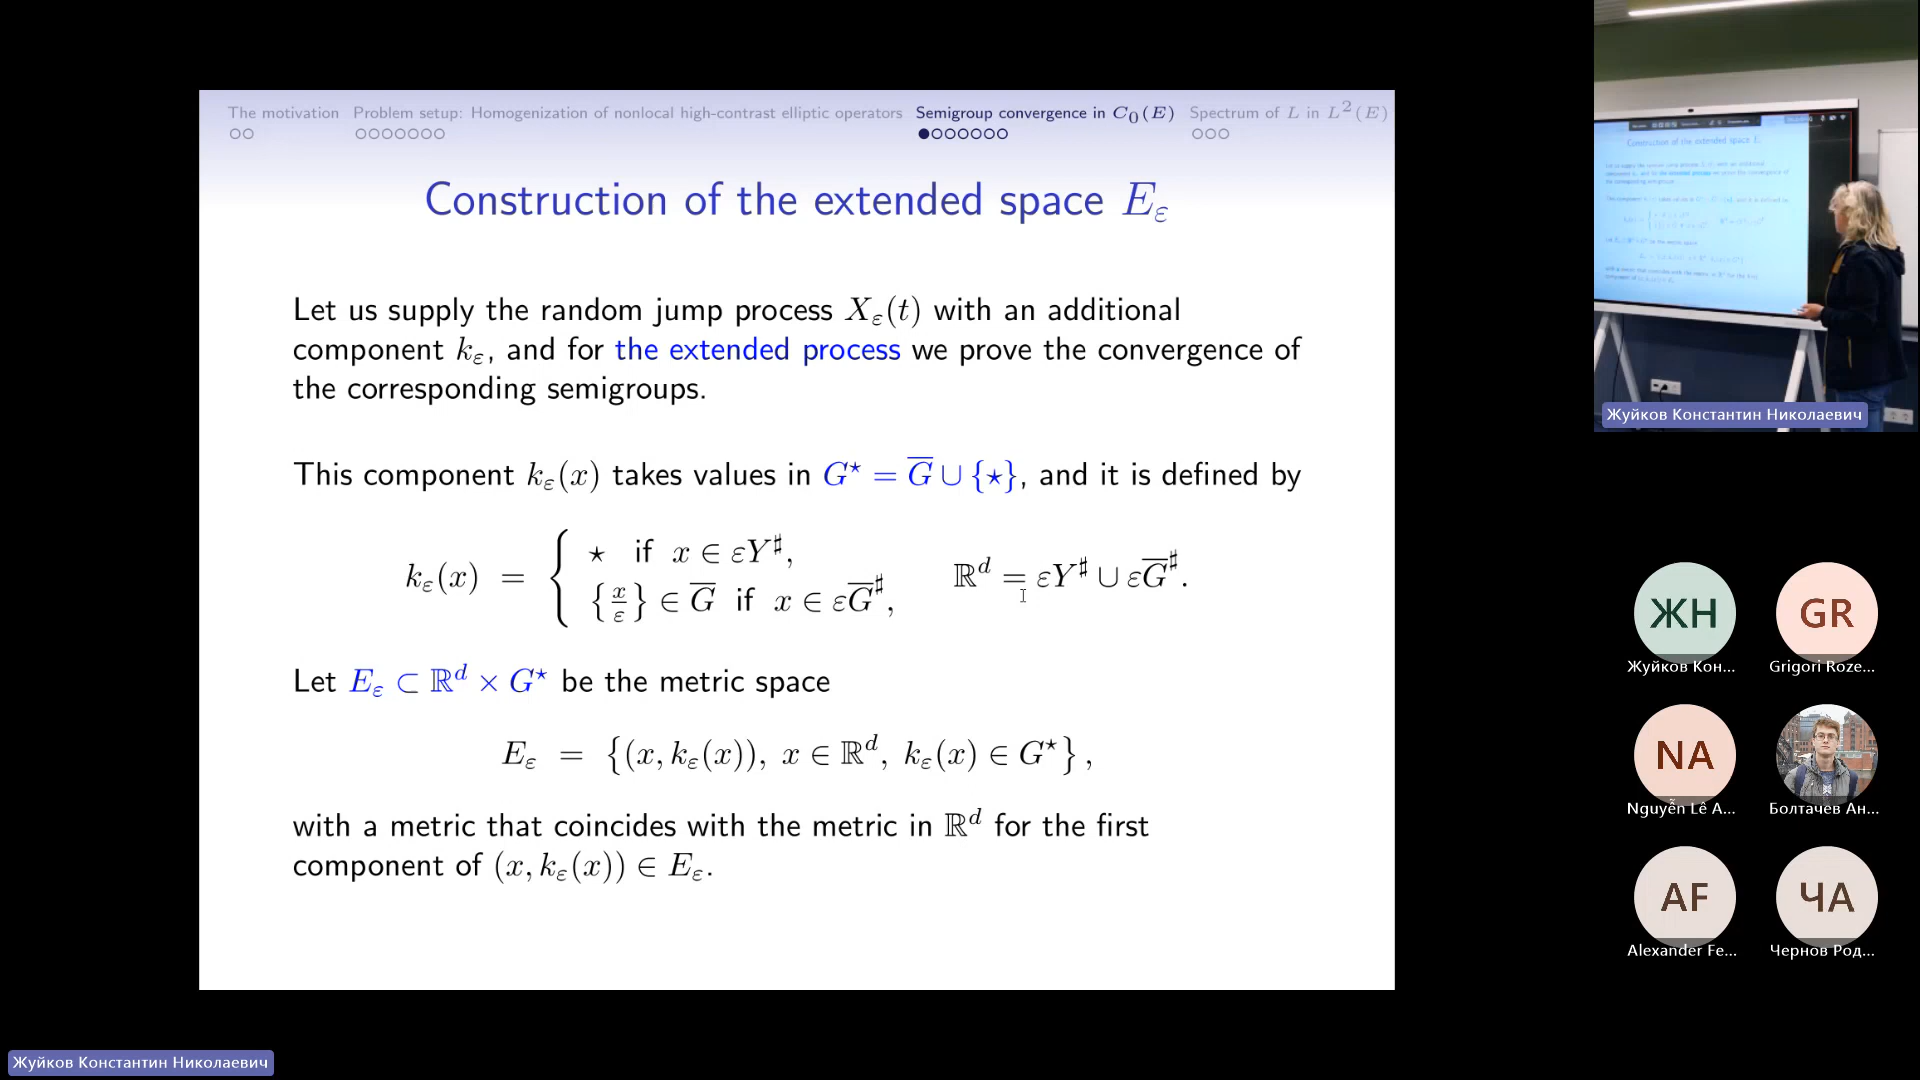 The motivation Problem setup: Homogenization of nonlocal high-contrast elliptic operators Semigroup convergence in C₀(E) Spectrum of L in L²(E)
Construction of the extended space E_ε
Let us supply the random jump process X_ε(t) with an additional
component k_ε, and for the extended process we prove the convergence of
the corresponding semigroups.
This component k_ε(x) takes values in G^⋆ = \overline{G} ∪ {⋆}, and it is defined by
k_ε(x) = { ⋆ if x ∈ εY^♯,
{x/ε} ∈ \overline{G} if x ∈ ε\overline{G}^♯, ℝ^d = εY^♯ ∪ ε\overline{G}^♯.
Let E_ε ⊂ ℝ^d × G^⋆ be the metric space
E_ε = {(x, k_ε(x)), x ∈ ℝ^d, k_ε(x) ∈ G^⋆},
with a metric that coincides with the metric in ℝ^d for the first
component of (x, k_ε(x)) ∈ E_ε.
Жуйков Константин Николаевич
ЖН GR
Жуйков Кон... Grigori Roze...
NA
Nguyễn Lê A... Болтачев Ан...
AF ЧА
Alexander Fe... Чернов Род...
Жуйков Константин Николаевич